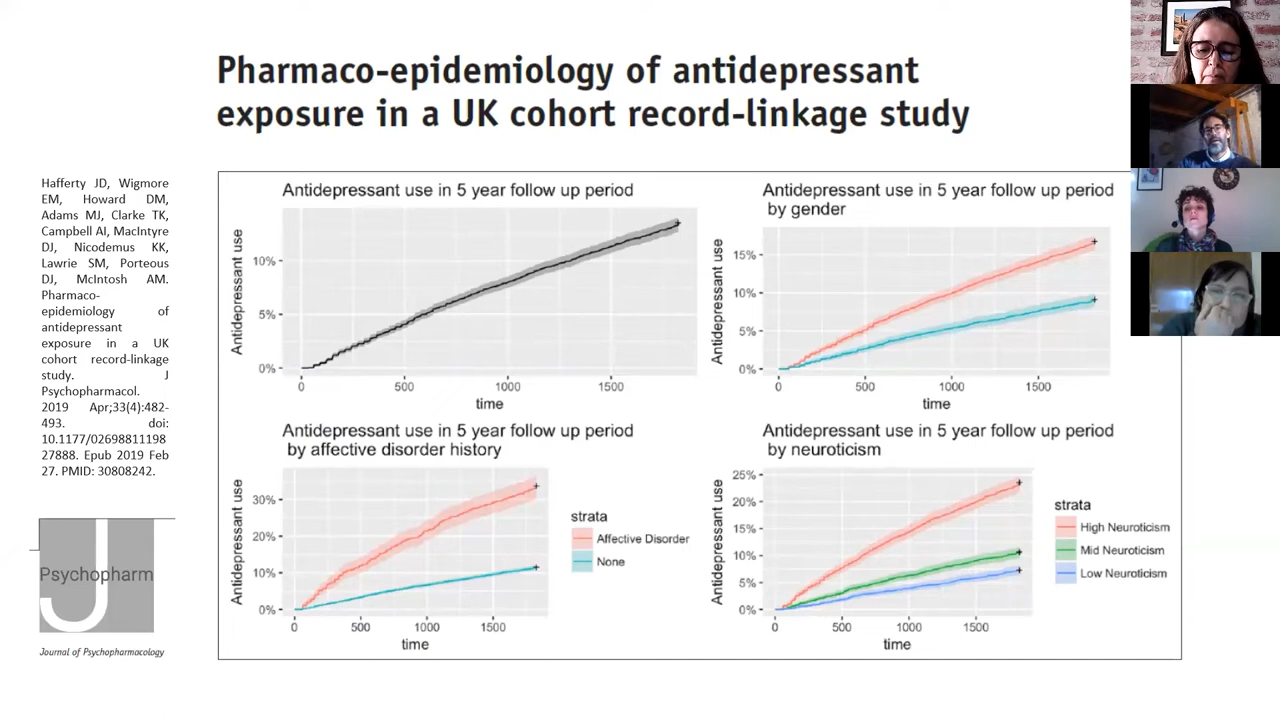 Pharmaco-epidemiology of antidepressant
exposure in a UK cohort record-linkage study
Hafferty JD, Wigmore
EM, Howard DM,
Adams MJ, Clarke TK,
Campbell AI, MacIntyre
DJ, Nicodemus KK,
Lawrie SM, Porteous
DJ, McIntosh AM.
Pharmaco-
epidemiology of
antidepressant
exposure in a UK
cohort record-linkage
study. J
Psychopharmacol.
2019 Apr;33(4):482-
493. doi:
10.1177/02698811198
27888. Epub 2019 Feb
27. PMID: 30808242.
Psychopharm
Journal of Psychopharmacology
Antidepressant use in 5 year follow up period
Antidepressant use
10%
5%
0%
0 500 1000 1500
time
Antidepressant use in 5 year follow up period
by gender
Antidepressant use
15%
10%
5%
0%
0 500 1000 1500
time
Antidepressant use in 5 year follow up period
by affective disorder history
Antidepressant use
30%
20%
10%
0%
0 500 1000 1500
time
strata
Affective Disorder
None
Antidepressant use in 5 year follow up period
by neuroticism
Antidepressant use
25%
20%
15%
10%
5%
0%
0 500 1000 1500
time
strata
High Neuroticism
Mid Neuroticism
Low Neuroticism